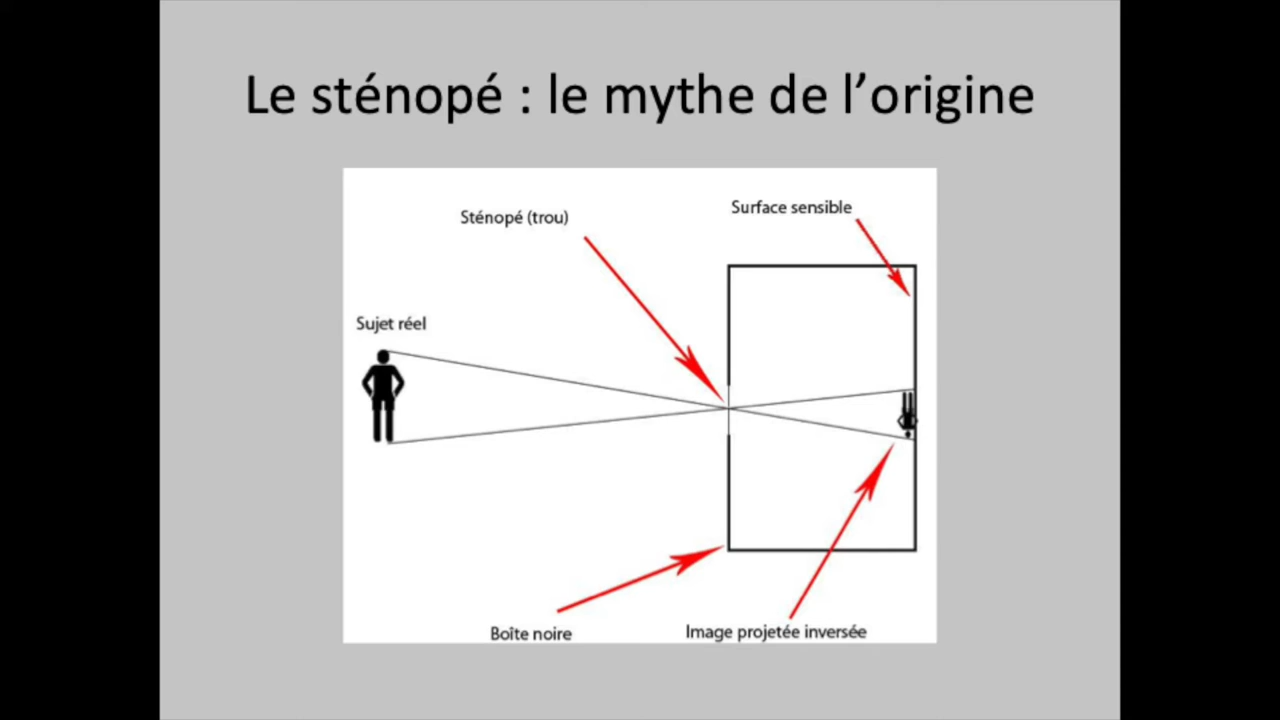 Le sténopé : le mythe de l’origine
Surface sensible
Sténopé (trou)
Sujet réel
Boîte noire
Image projetée inversée